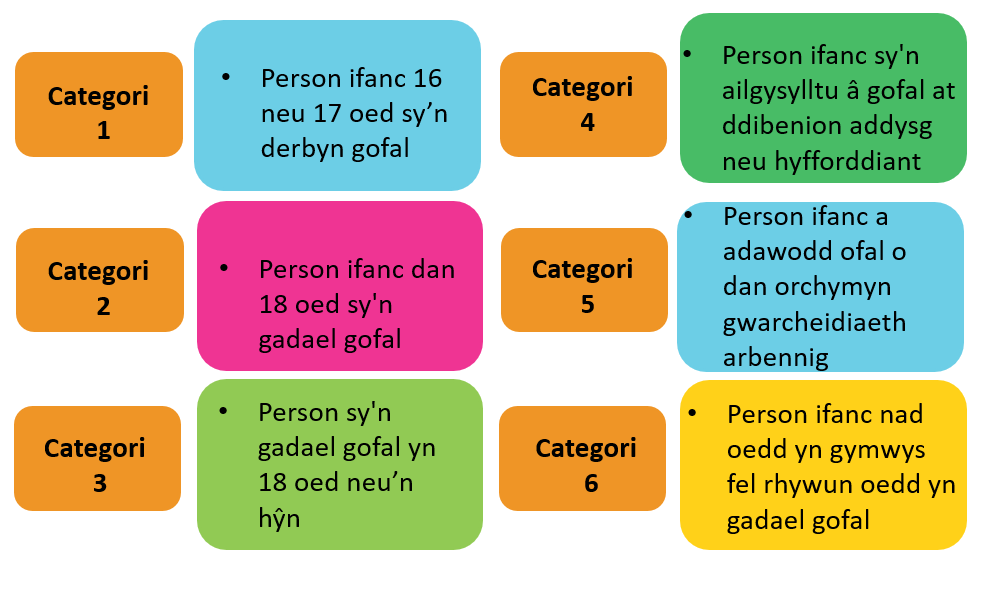 Categori
1
• Person ifanc 16
neu 17 oed sy’n
derbyn gofal
Categori
2
• Person ifanc dan
18 oed sy'n
gadael gofal
Categori
3
• Person sy'n
gadael gofal yn
18 oed neu’n
hŷn
Categori
4
• Person ifanc sy'n
ailgysylltu â gofal at
ddibenion addysg
neu hyfforddiant
Categori
5
• Person ifanc a
adawodd ofal o
dan orchymyn
gwarcheidiaeth
arbennig
Categori
6
• Person ifanc nad
oedd yn gymwys
fel rhywun oedd yn
gadael gofal